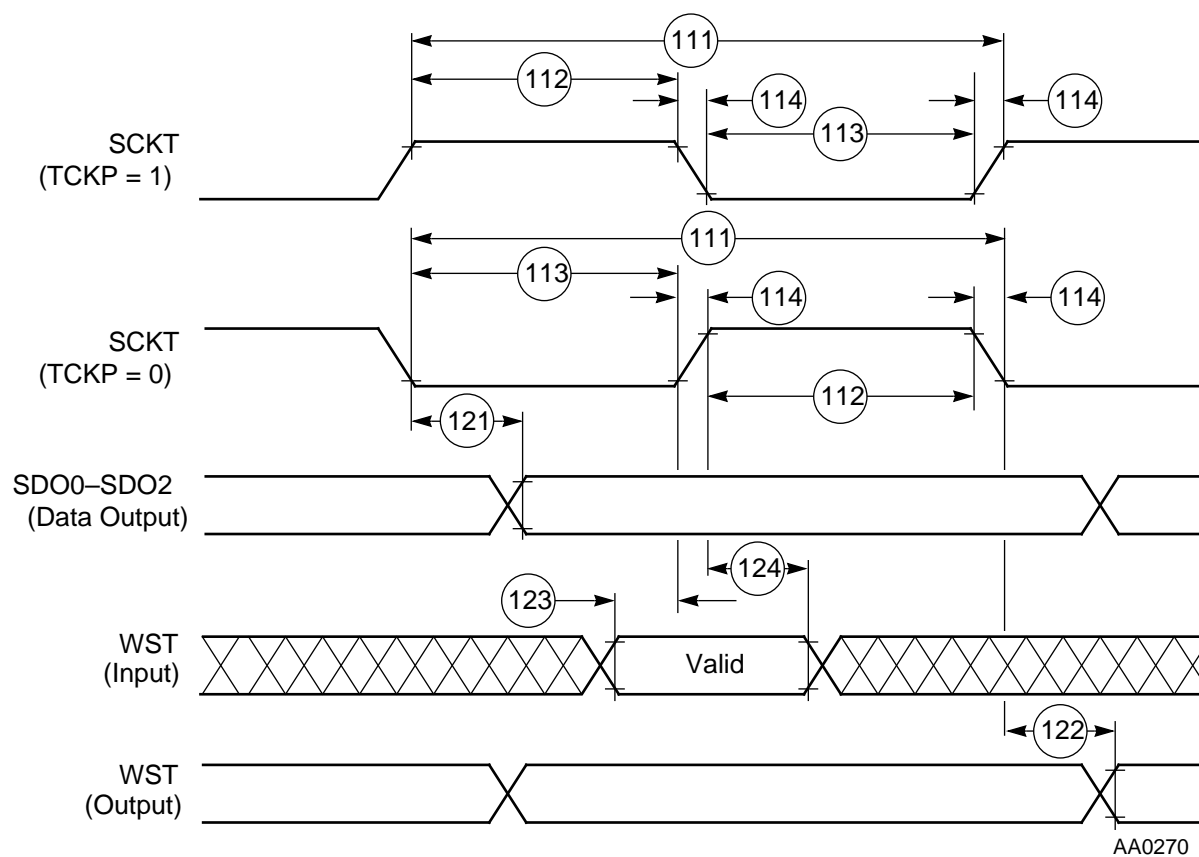 111
112
114
114
113
SCKT
(TCKP = 1)
111
113
114
114
SCKT
(TCKP = 0)
112
121
SDO0–SDO2
(Data Output)
124
123
WST
(Input)
Valid
122
WST
(Output)
AA0270